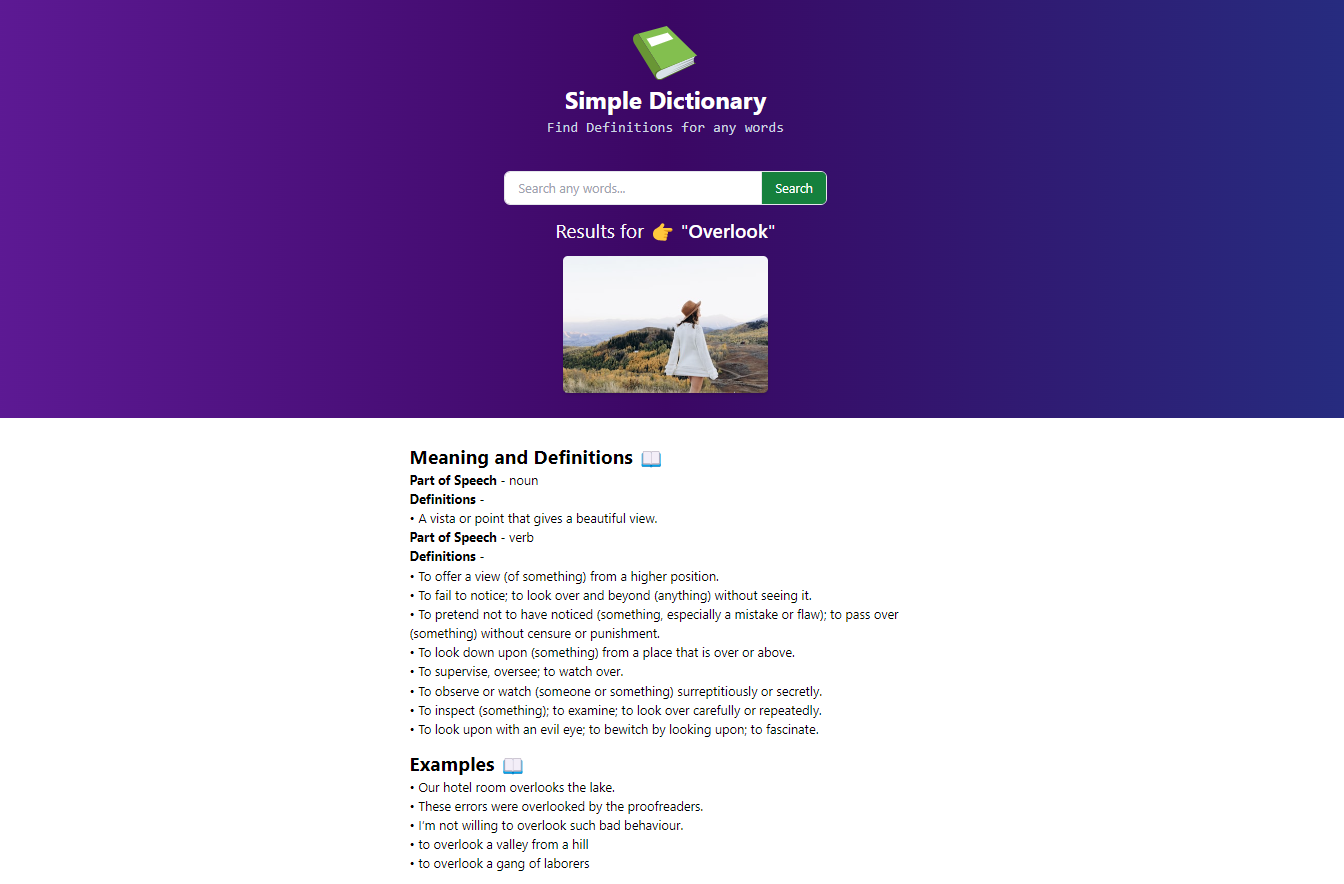 Simple Dictionary
Find Definitions for any words
Search any words...
Search
Results for 👉 "Overlook"
Meaning and Definitions 📖
Part of Speech - noun
Definitions -
• A vista or point that gives a beautiful view.
Part of Speech - verb
Definitions -
• To offer a view (of something) from a higher position.
• To fail to notice; to look over and beyond (anything) without seeing it.
• To pretend not to have noticed (something, especially a mistake or flaw); to pass over
(something) without censure or punishment.
• To look down upon (something) from a place that is over or above.
• To supervise, oversee; to watch over.
• To observe or watch (someone or something) surreptitiously or secretly.
• To inspect (something); to examine; to look over carefully or repeatedly.
• To look upon with an evil eye; to bewitch by looking upon; to fascinate.
Examples 📖
• Our hotel room overlooks the lake.
• These errors were overlooked by the proofreaders.
• I'm not willing to overlook such bad behaviour.
• to overlook a valley from a hill
• to overlook a gang of laborers